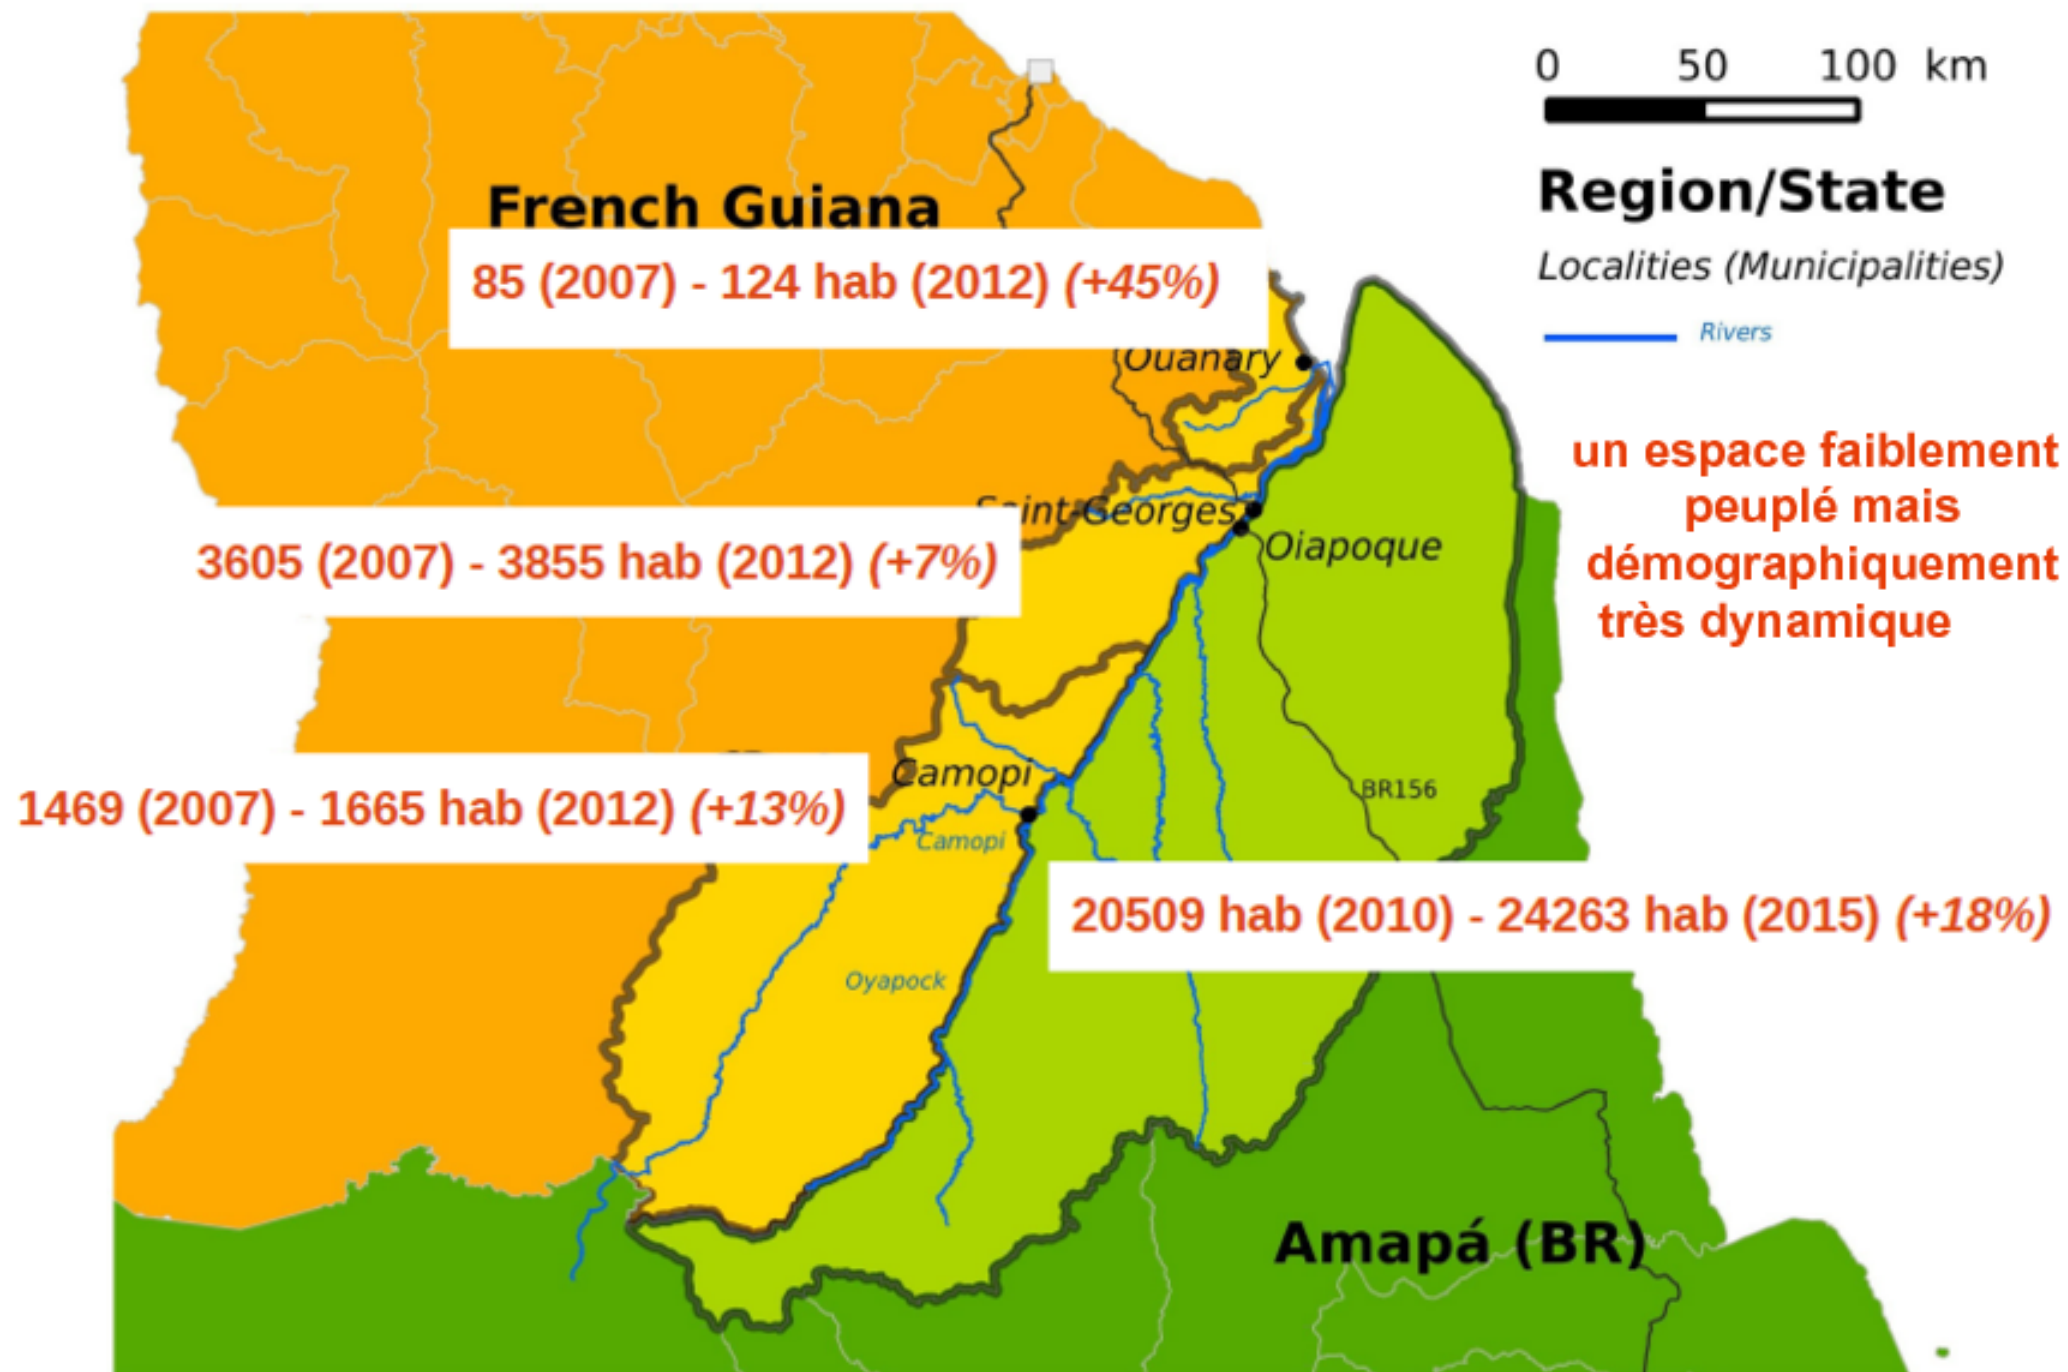 0 50 100 km
Region/State
French Guiana
Localities (Municipalities)
85 (2007) - 124 hab (2012) (+45%)
Rivers
Ouanary
un espace faiblement
peuplé mais
démographiquement
très dynamique
Saint-Georges
Oiapoque
3605 (2007) - 3855 hab (2012) (+7%)
Camopi
BR156
1469 (2007) - 1665 hab (2012) (+13%)
Camopi
20509 hab (2010) - 24263 hab (2015) (+18%)
Oyapock
Amapá (BR)